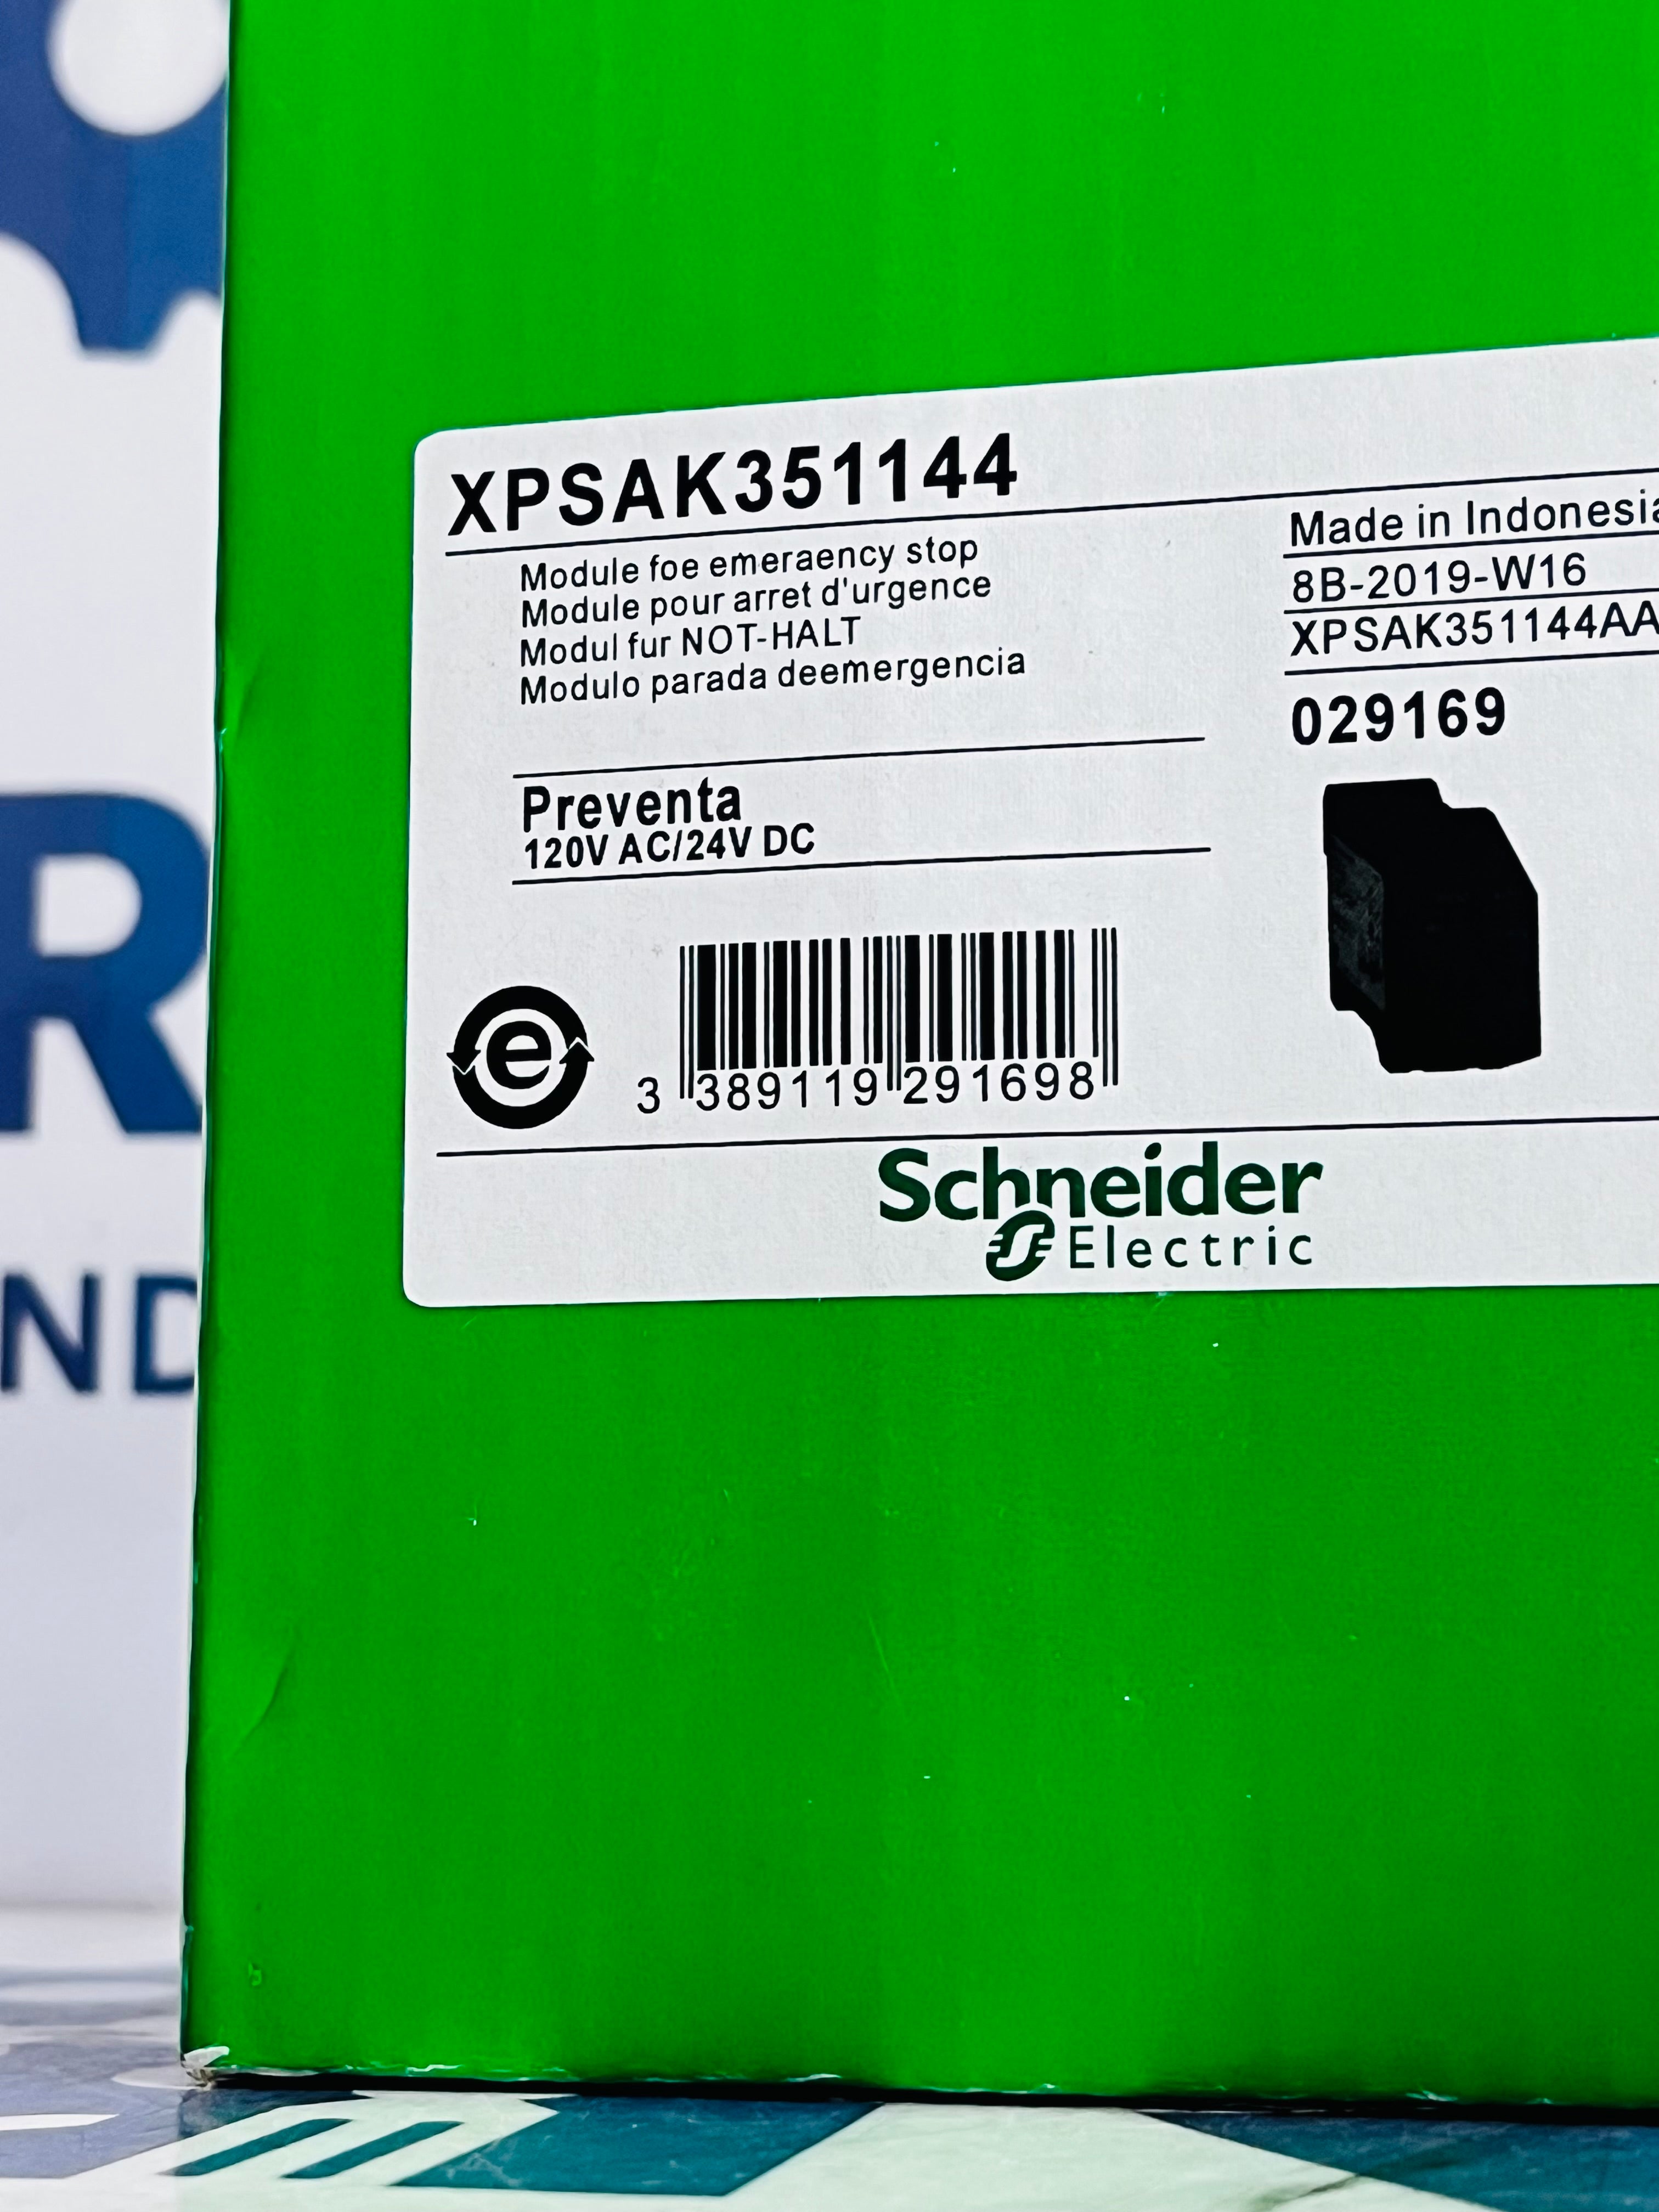 XPSAK351144
Module foe emeraency stop
Module pour arret d'urgence
Modul fur NOT-HALT
Modulo parada deemergencia
Preventa
120V AC/24V DC
e
3 389119 291698
Made in Indonesia
8B-2019-W16
XPSAK351144AA
029169
Schneider
Electric
R
ND